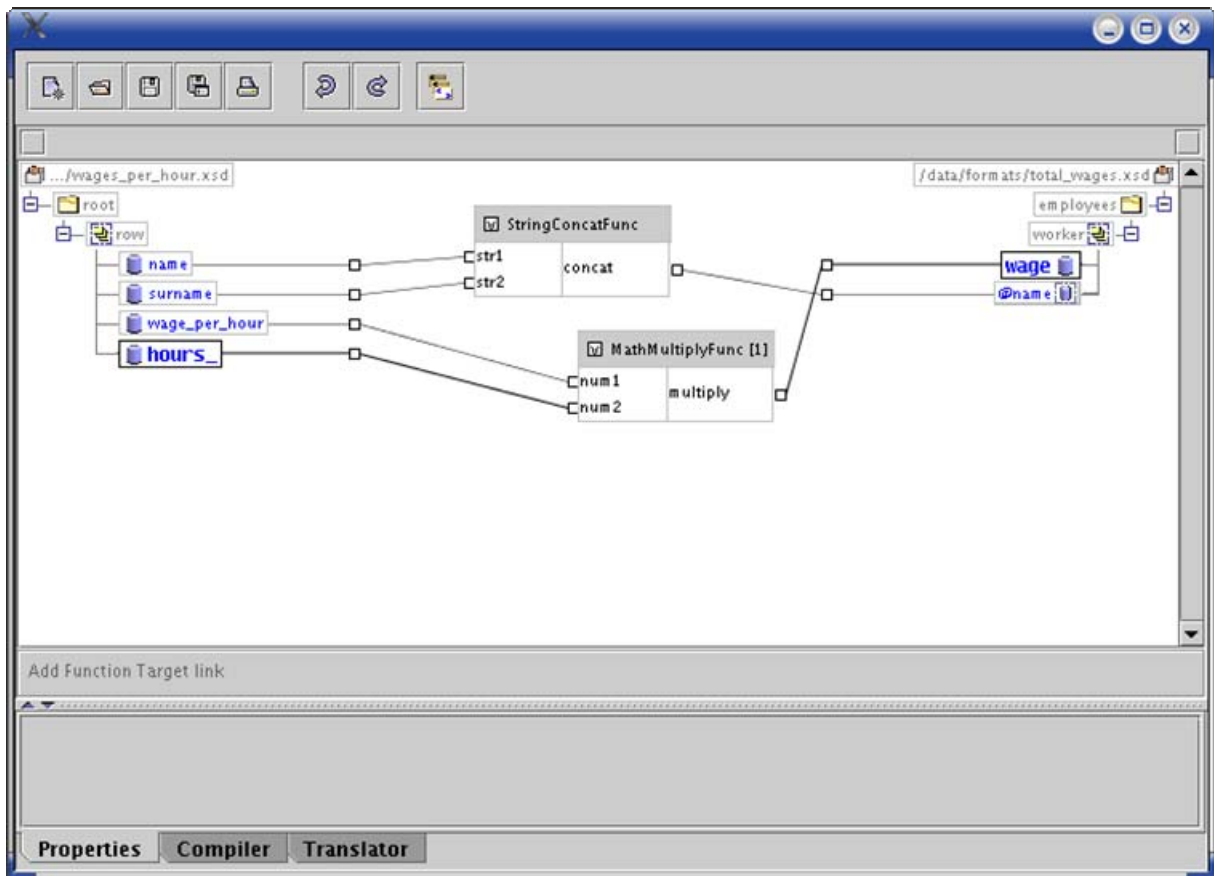 .../wages_per_hour.xsd
/data/formats/total_wages.xsd
root
employees
row
worker
StringConcatFunc
name
str1
concat
wage
surname
str2
@name
wage_per_hour
hours_
MathMultiplyFunc [1]
num1
multiply
num2
Add Function Target link
Properties
Compiler
Translator